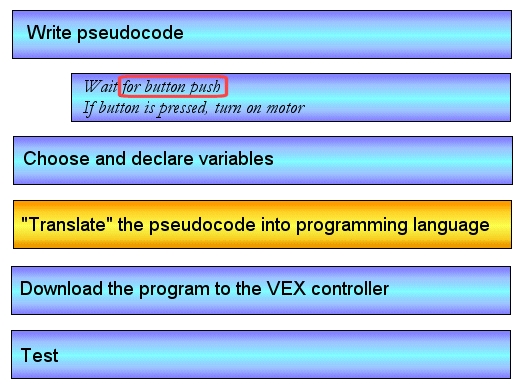 Write pseudocode
Wait for button push
If button is pressed, turn on motor
Choose and declare variables
"Translate" the pseudocode into programming language
Download the program to the VEX controller
Test